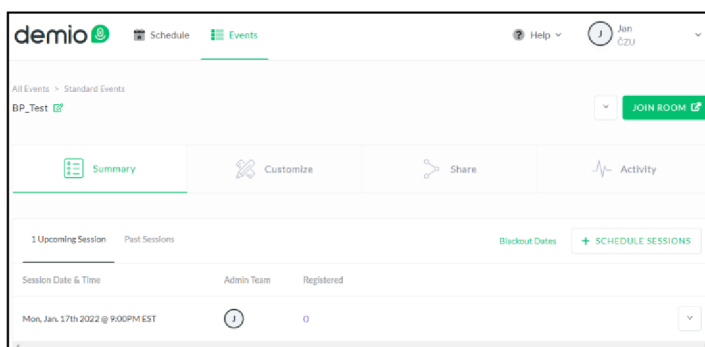 demio
Schedule
Events
Help
J
Jan
ČZU
All Events > Standard Events
BP_Test
JOIN ROOM
Summary
Customize
Share
Activity
1 Upcoming Session
Past Sessions
Blackout Dates
+ SCHEDULE SESSIONS
Session Date & Time
Admin Team
Registered
Mon, Jan. 17th 2022 @ 9:00PM EST
J
0